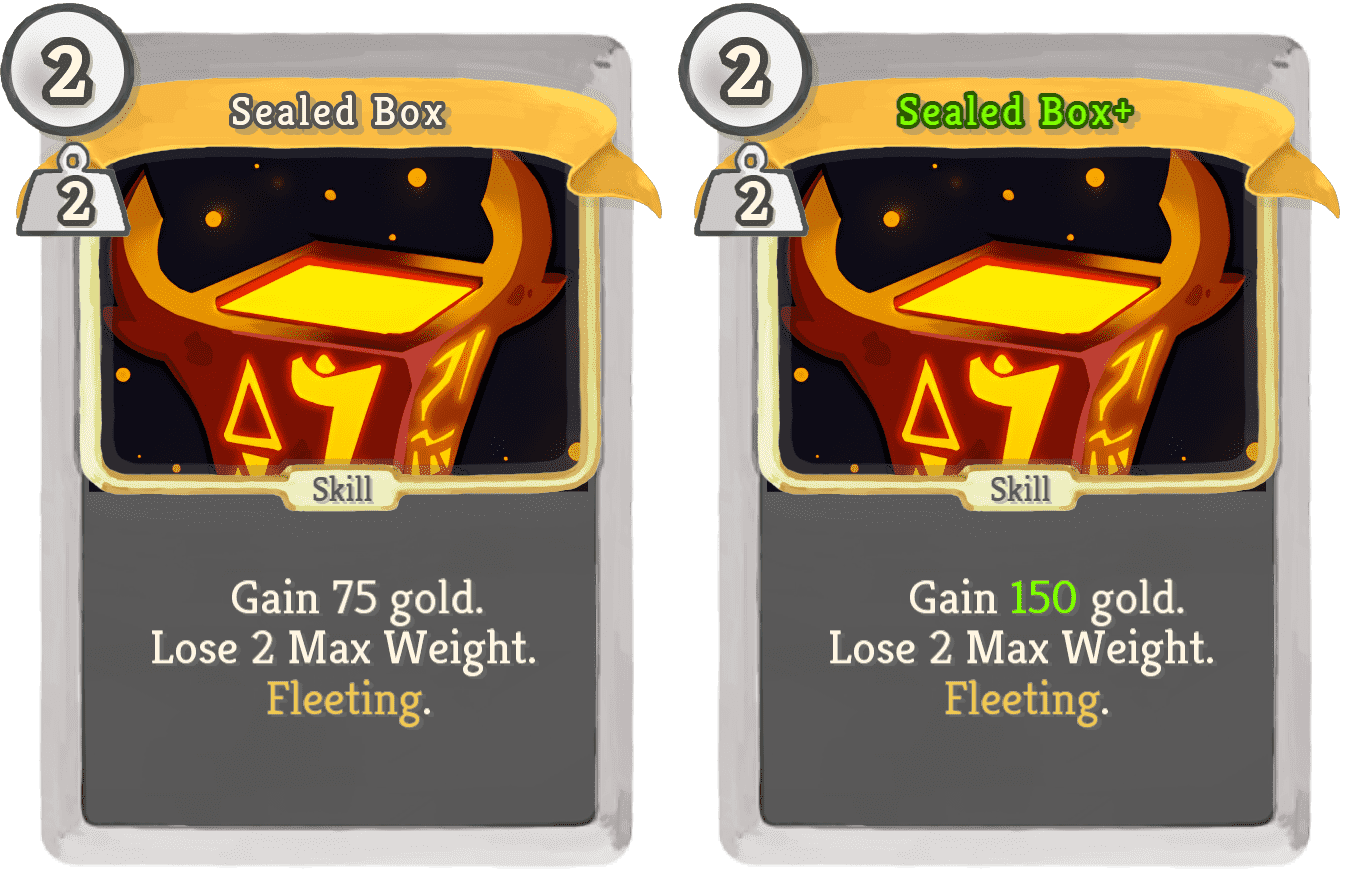 2
Sealed Box
2
Skill
Gain 75 gold.
Lose 2 Max Weight.
Fleeting.
2
Sealed Box+
2
Skill
Gain 150 gold.
Lose 2 Max Weight.
Fleeting.